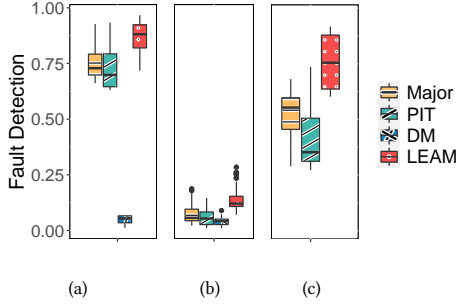 1.00
0.75
0.50
0.25
0.00
Fault Detection
Major
PIT
DM
LEAM
(a)
(b)
(c)